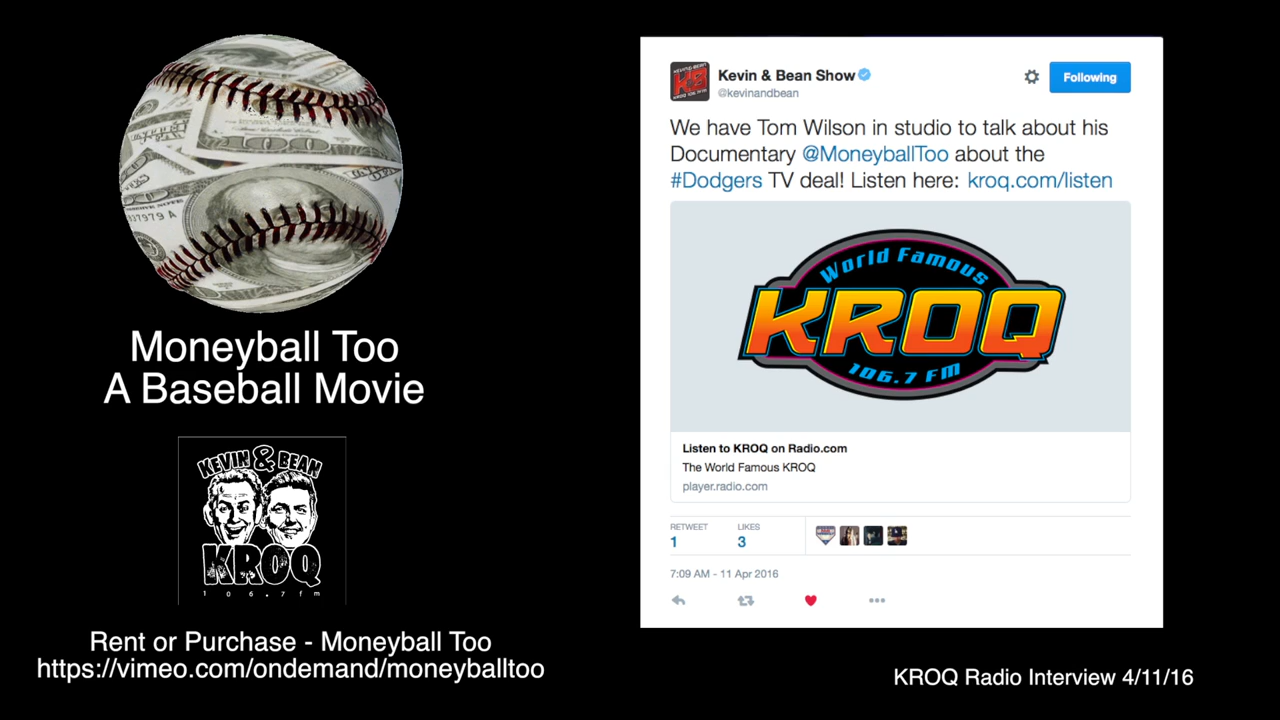 100
37979 A
Moneyball Too
A Baseball Movie
KEVIN & BEAN
KROQ
106.7fm
Rent or Purchase - Moneyball Too
https://vimeo.com/ondemand/moneyballtoo
Kevin & Bean Show
@kevinandbean
Following
We have Tom Wilson in studio to talk about his
Documentary @MoneyballToo about the
#Dodgers TV deal! Listen here: kroq.com/listen
World Famous
KROQ
106.7 FM
Listen to KROQ on Radio.com
The World Famous KROQ
player.radio.com
RETWEET LIKES
1 3
7:09 AM - 11 Apr 2016
KROQ Radio Interview 4/11/16